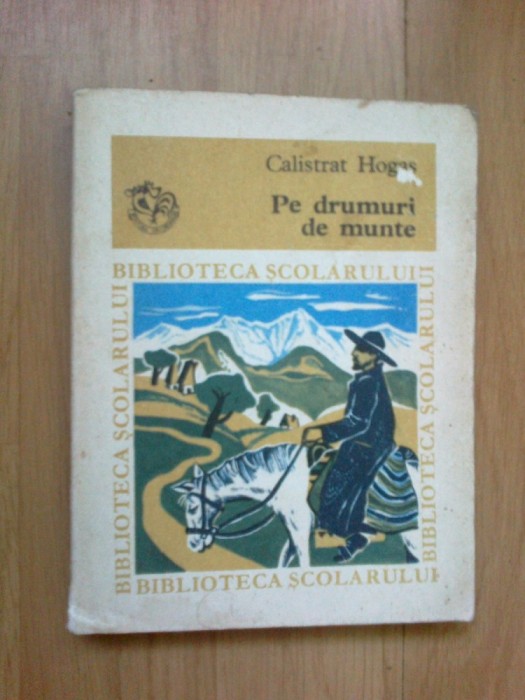 Calistrat Hogaș
Pe drumuri
de munte
BIBLIOTECA ȘCOLARULUI
BIBLIOTECA ȘCOLARULUI
BIBLIOTECA ȘCOLARULUI
BIBLIOTECA ȘCOLARULUI